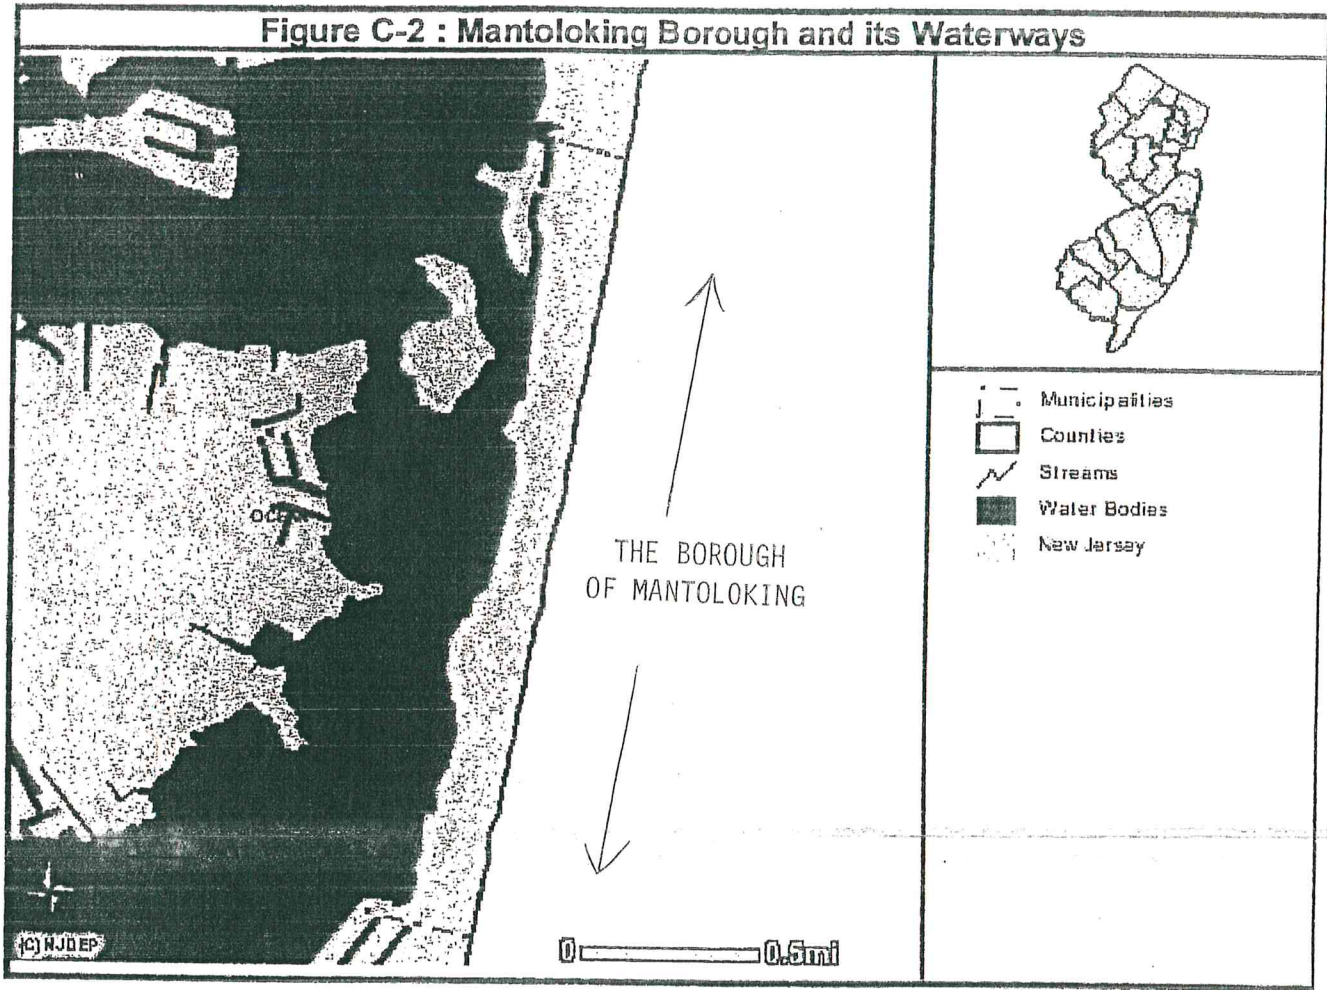 Figure C-2 : Mantoloking Borough and its Waterways
THE BOROUGH
OF MANTOLOKING
(C) NJDEP
0 0.5mi
Municipalities
Counties
Streams
Water Bodies
New Jersey